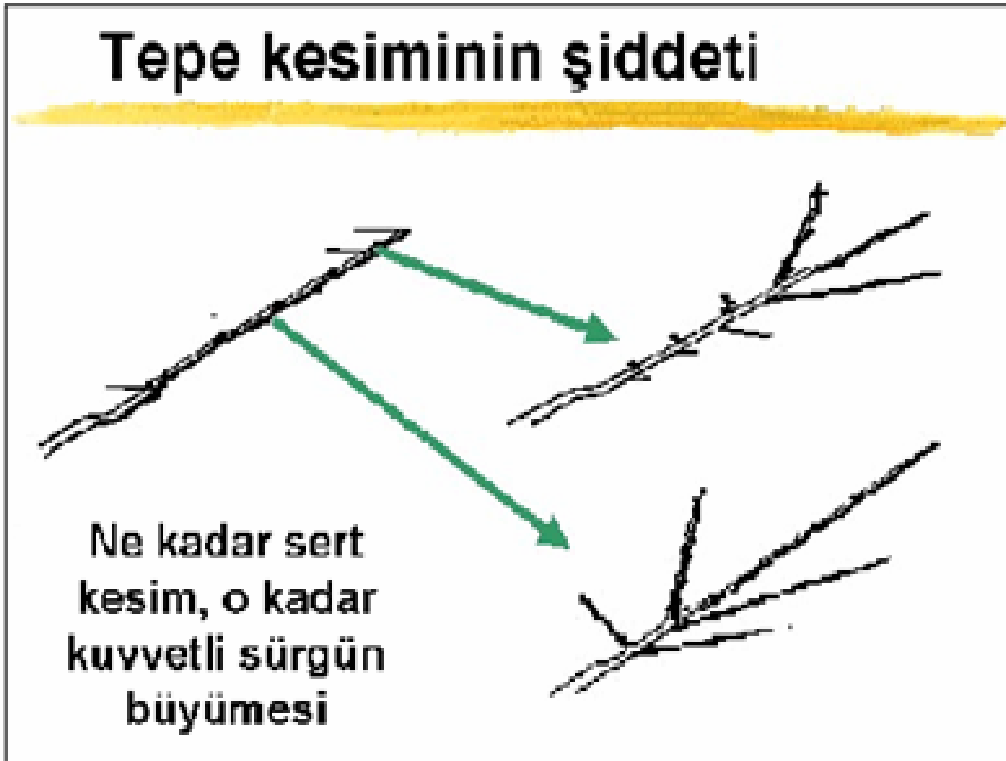 Tepe kesiminin şiddeti
Ne kadar sert
kesim, o kadar
kuvvetli sürgün
büyümesi